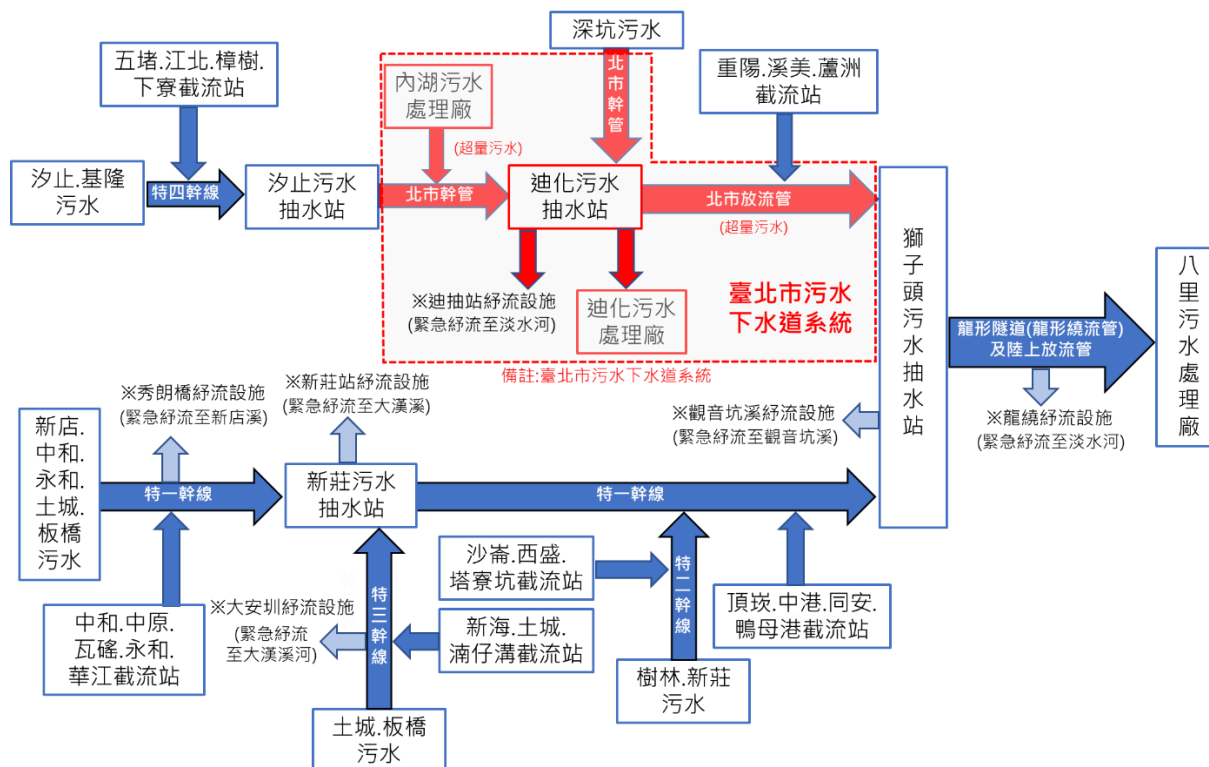 深坑污水
五堵.江北.樟樹.
下寮截流站
北市幹管
內湖污水
處理廠
重陽.溪美.蘆洲
截流站
(超量污水)
汐止.基隆
污水
特四幹線
汐止污水
抽水站
北市幹管
迪化污水
抽水站
北市放流管
(超量污水)
獅子頭污水抽水站
八里污水處理廠
※迪抽站紓流設施
(緊急紓流至淡水河)
迪化污水
處理廠
臺北市污水
下水道系統
龍形隧道(龍形繞流管)
及陸上放流管
備註:臺北市污水下水道系統
※秀朗橋紓流設施
(緊急紓流至新店溪)
※新莊站紓流設施
(緊急紓流至大漢溪)
※觀音坑溪紓流設施
(緊急紓流至觀音坑溪)
※龍繞紓流設施
(緊急紓流至淡水河)
新店.
中和.
永和.
土城.
板橋
污水
特一幹線
新莊污水
抽水站
特一幹線
沙崙.西盛.
塔寮坑截流站
特二幹線
頂崁.中港.同安.
鴨母港截流站
中和.中原.
瓦磘.永和.
華江截流站
※大安圳紓流設施
(緊急紓流
至大漢溪河)
特三幹線
新海.土城.
湳仔溝截流站
樹林.新莊
污水
土城.板橋
污水